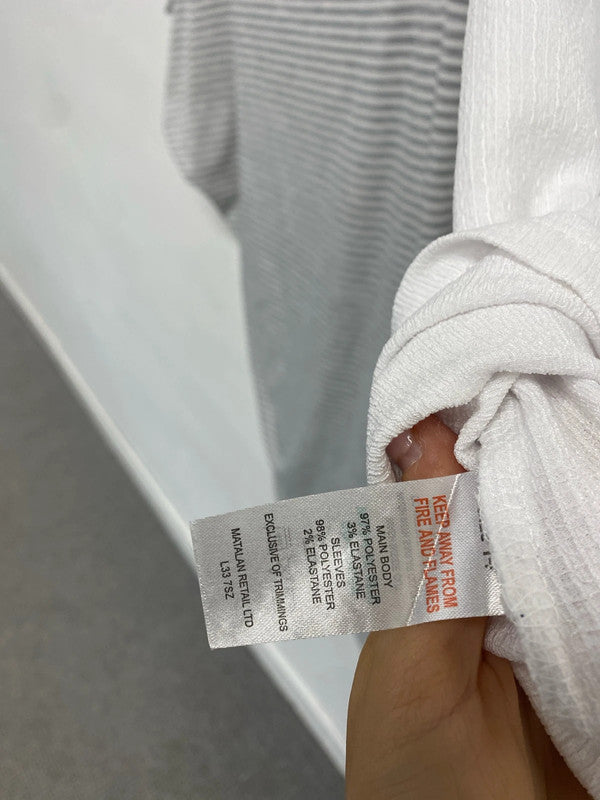 KEEP AWAY FROM
FIRE AND FLAMES
MAIN BODY
97% POLYESTER
3% ELASTANE
SLEEVES
98% POLYESTER
2% ELASTANE
EXCLUSIVE OF TRIMMINGS
MATALAN RETAIL LTD
L33 7SZ